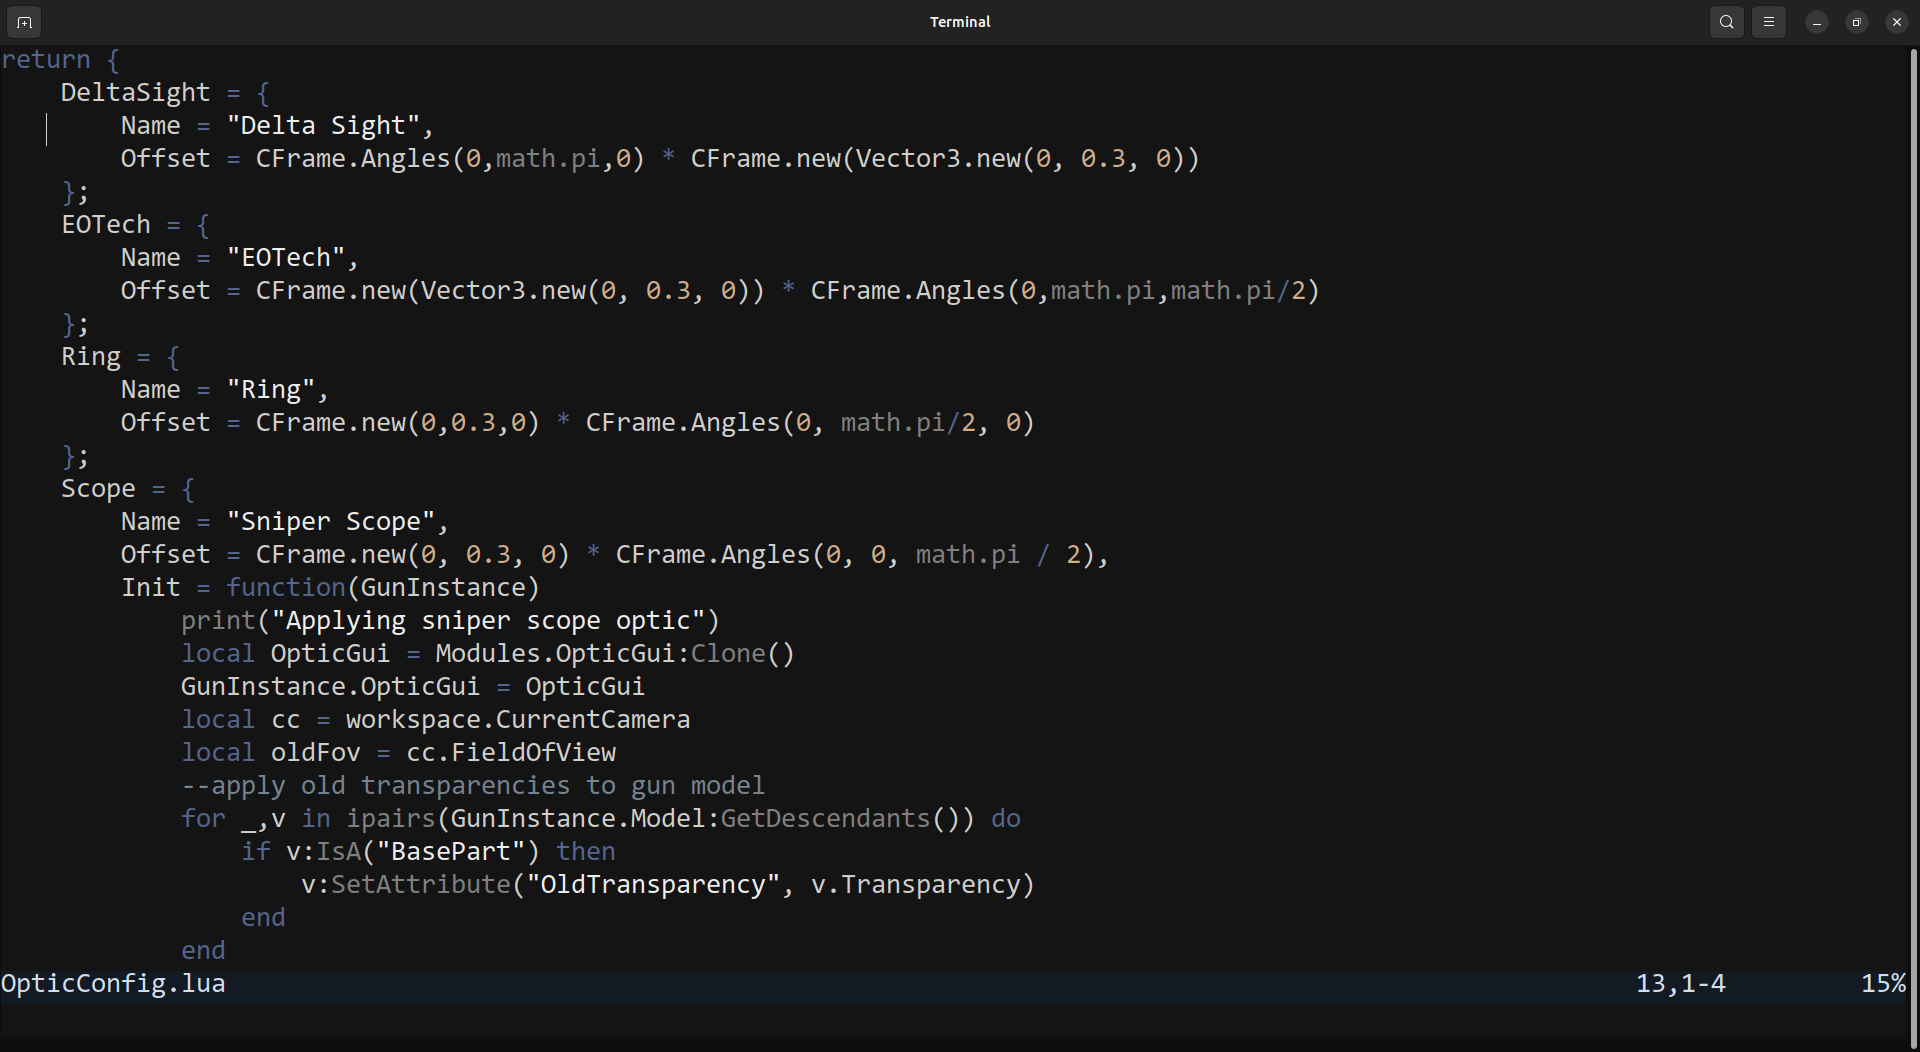 Terminal
return {
    DeltaSight = {
        Name = "Delta Sight",
        Offset = CFrame.Angles(0,math.pi,0) * CFrame.new(Vector3.new(0, 0.3, 0))
    };
    EOTech = {
        Name = "EOTech",
        Offset = CFrame.new(Vector3.new(0, 0.3, 0)) * CFrame.Angles(0,math.pi,math.pi/2)
    };
    Ring = {
        Name = "Ring",
        Offset = CFrame.new(0,0.3,0) * CFrame.Angles(0, math.pi/2, 0)
    };
    Scope = {
        Name = "Sniper Scope",
        Offset = CFrame.new(0, 0.3, 0) * CFrame.Angles(0, 0, math.pi / 2),
        Init = function(GunInstance)
            print("Applying sniper scope optic")
            local OpticGui = Modules.OpticGui:Clone()
            GunInstance.OpticGui = OpticGui
            local cc = workspace.CurrentCamera
            local oldFov = cc.FieldOfView
            --apply old transparencies to gun model
            for _,v in ipairs(GunInstance.Model:GetDescendants()) do
                if v:IsA("BasePart") then
                    v:SetAttribute("OldTransparency", v.Transparency)
                end
            end
OpticConfig.lua 13,1-4 15%